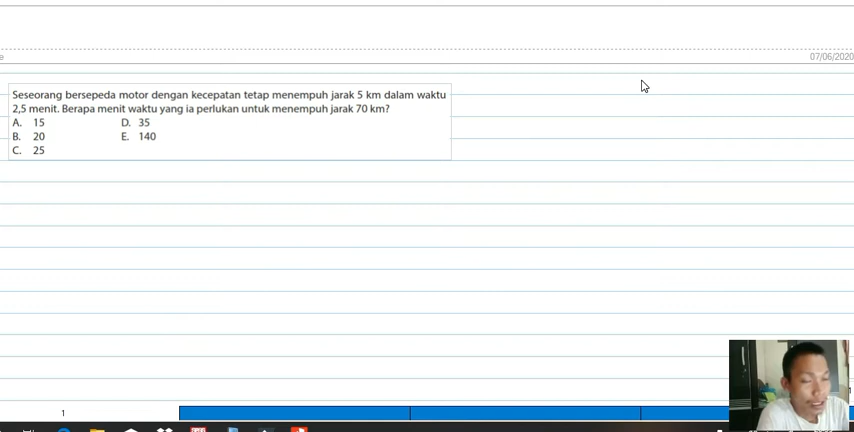 e
07/06/2020
Seseorang bersepeda motor dengan kecepatan tetap menempuh jarak 5 km dalam waktu
2,5 menit. Berapa menit waktu yang ia perlukan untuk menempuh jarak 70 km?
A. 15 D. 35
B. 20 E. 140
C. 25
1
1